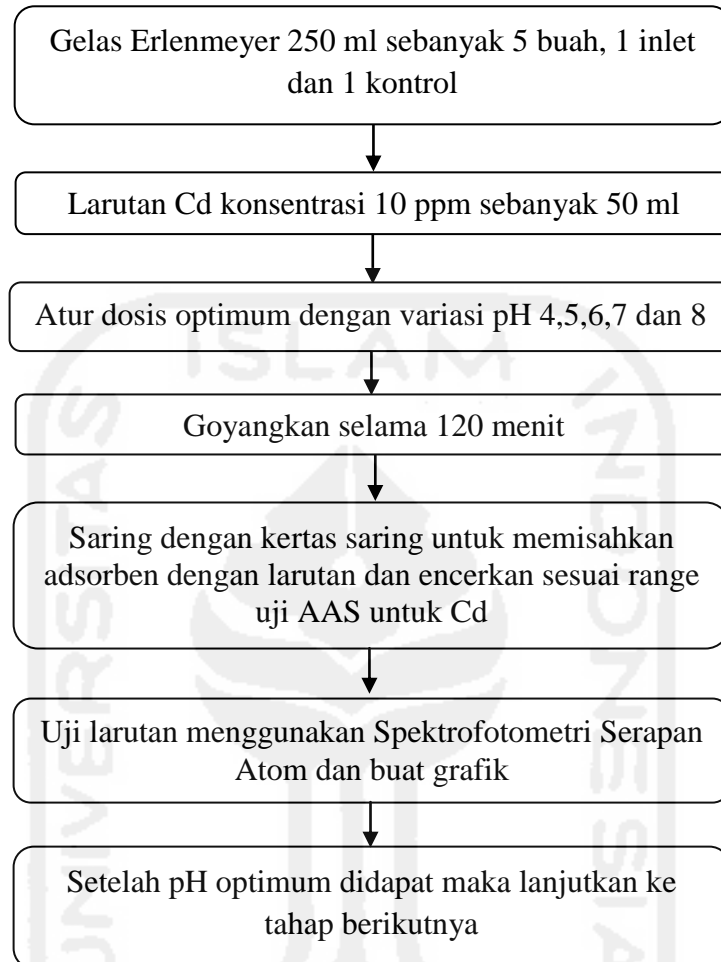 Gelas Erlenmeyer 250 ml sebanyak 5 buah, 1 inlet
dan 1 kontrol
Larutan Cd konsentrasi 10 ppm sebanyak 50 ml
Atur dosis optimum dengan variasi pH 4,5,6,7 dan 8
ISLAM
UNIVERSITAS
INDONESIA
Goyangkan selama 120 menit
Saring dengan kertas saring untuk memisahkan
adsorben dengan larutan dan encerkan sesuai range
uji AAS untuk Cd
Uji larutan menggunakan Spektrofotometri Serapan
Atom dan buat grafik
Setelah pH optimum didapat maka lanjutkan ke
tahap berikutnya